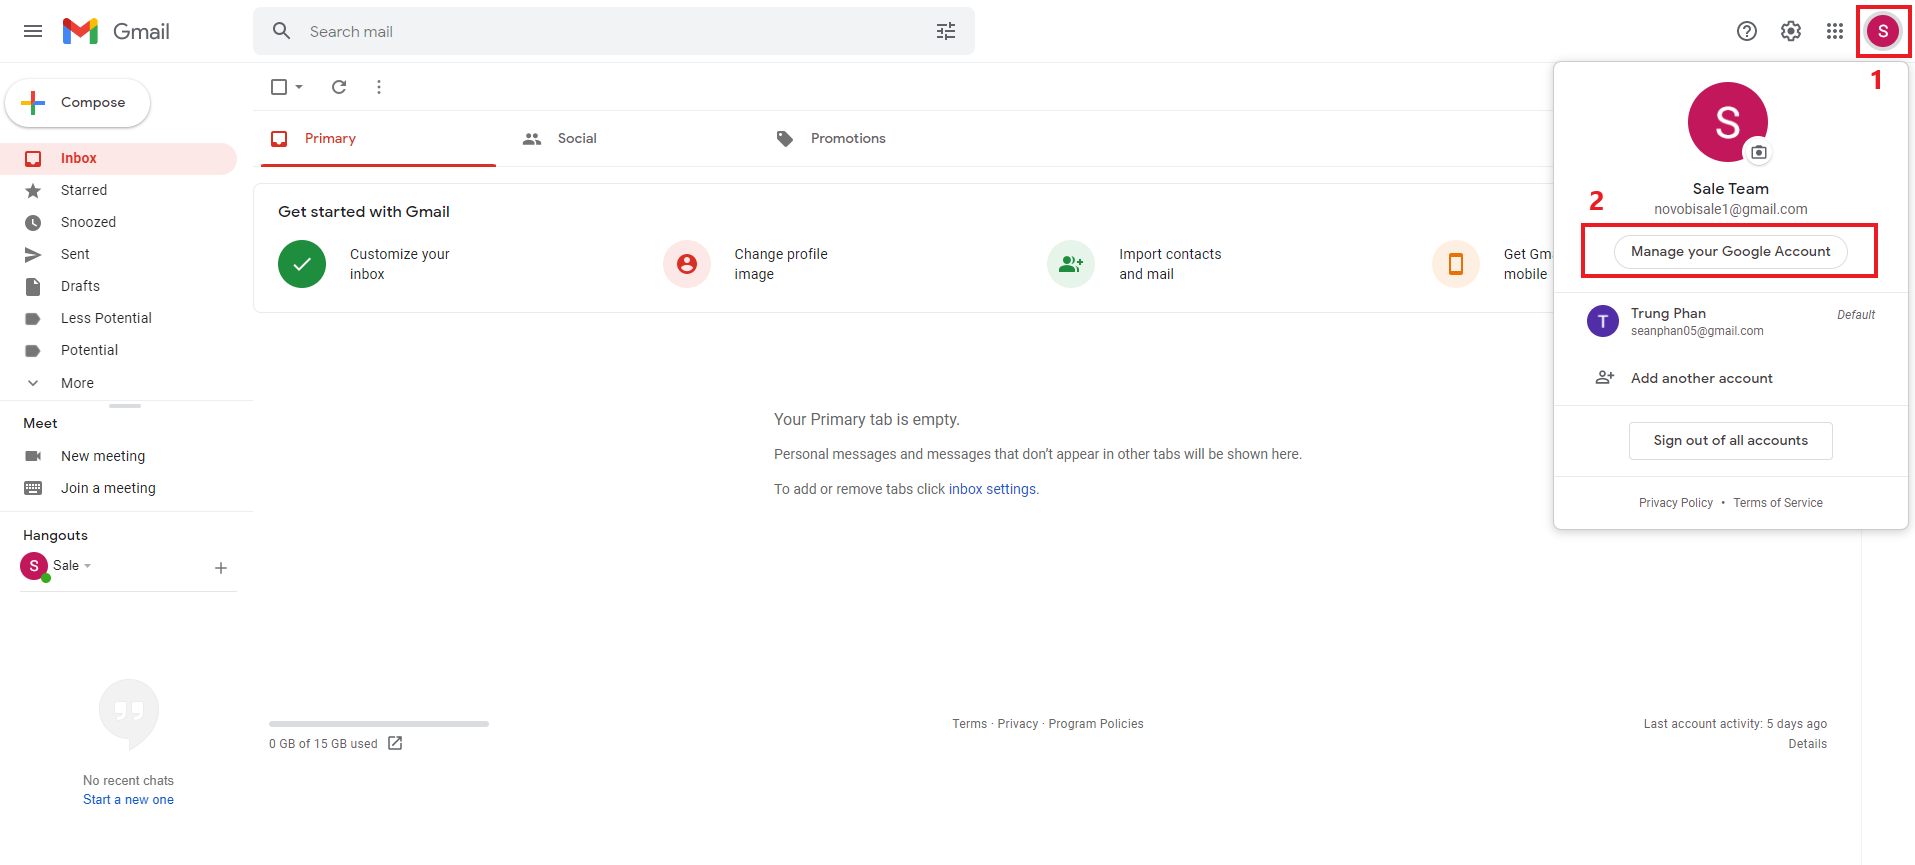 Gmail
Search mail
S
1
Compose
Inbox
Starred
Snoozed
Sent
Drafts
Less Potential
Potential
More
Meet
New meeting
Join a meeting
Hangouts
S Sale
No recent chats
Start a new one
Primary
Social
Promotions
Get started with Gmail
Customize your
inbox
Change profile
image
Import contacts
and mail
Get Gm
mobile
Your Primary tab is empty.
Personal messages and messages that don't appear in other tabs will be shown here.
To add or remove tabs click inbox settings.
0 GB of 15 GB used
Terms · Privacy · Program Policies
Last account activity: 5 days ago
Details
S
Sale Team
2
novobisale1@gmail.com
Manage your Google Account
T
Trung Phan
Default
seanphan05@gmail.com
Add another account
Sign out of all accounts
Privacy Policy • Terms of Service